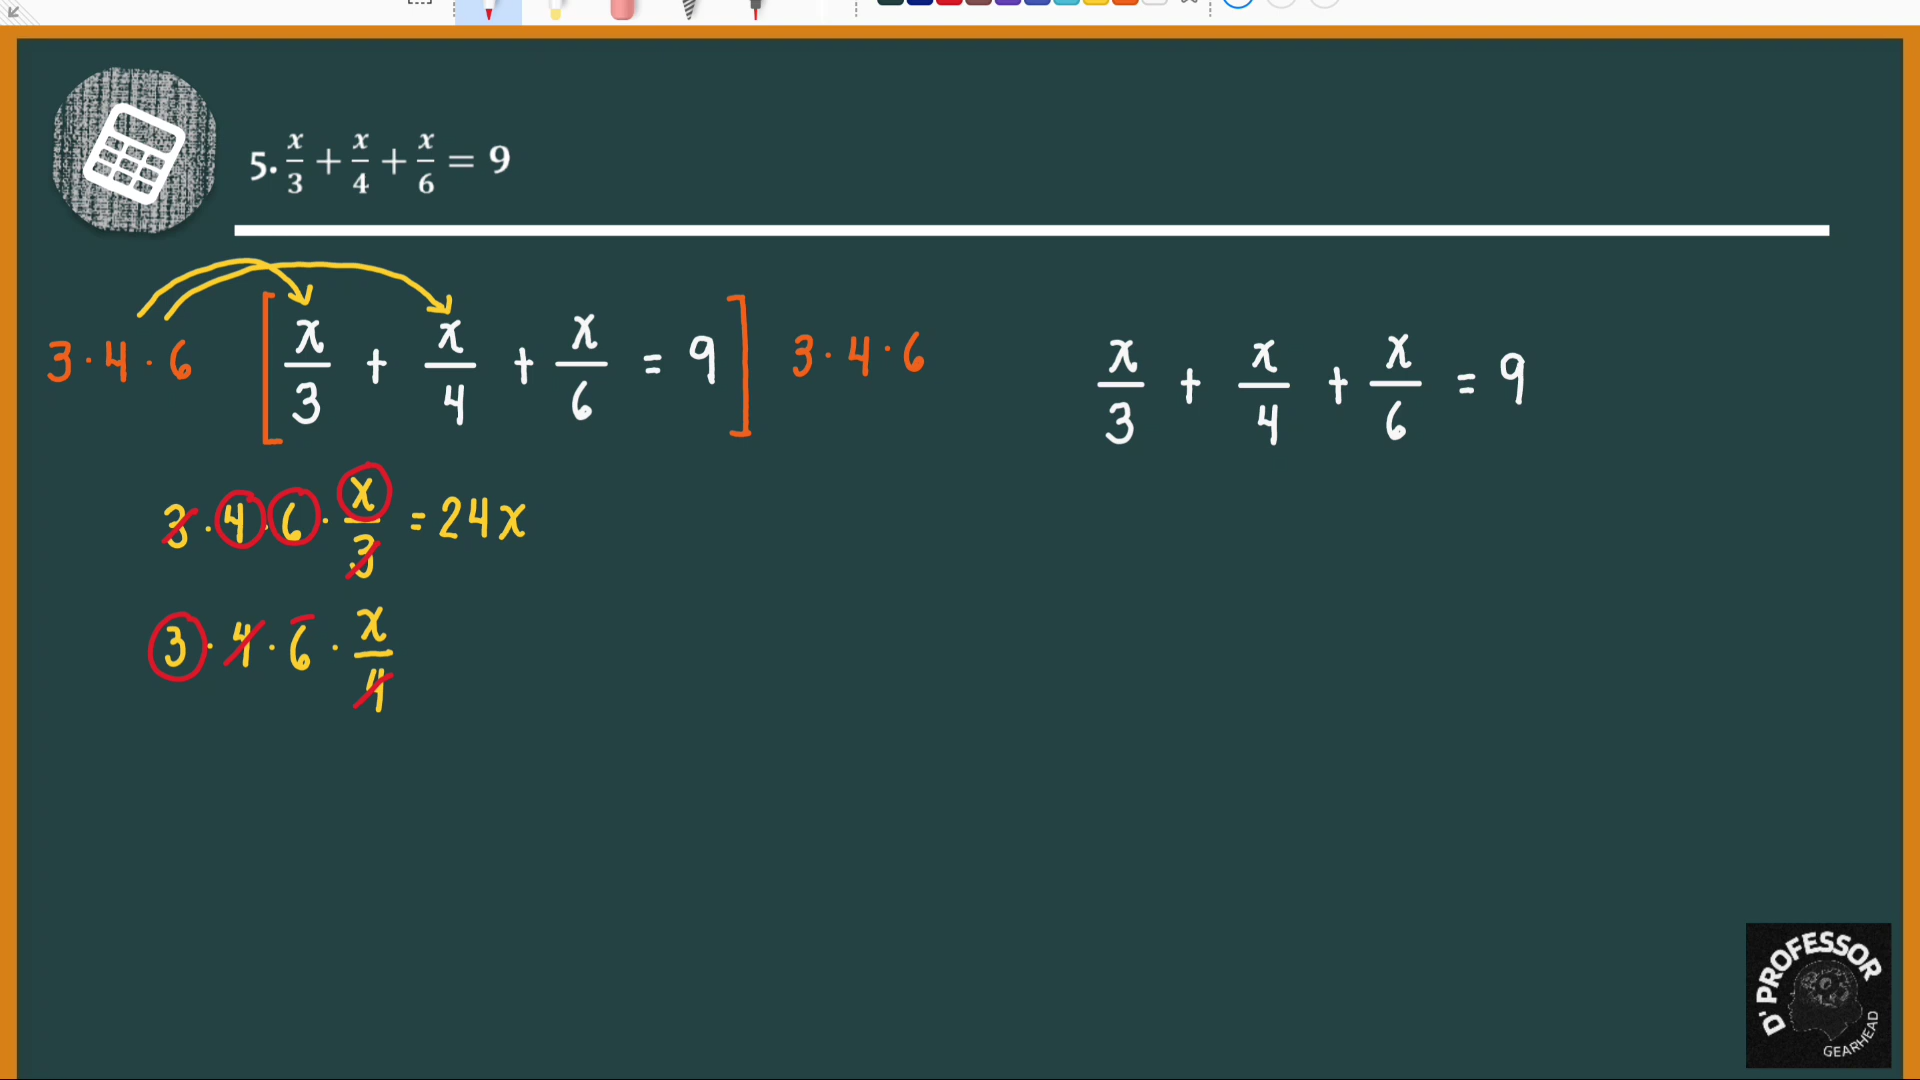 5. x/3 + x/4 + x/6 = 9
3 · 4 · 6 [ x/3 + x/4 + x/6 = 9 ] 3 · 4 · 6
x/3 + x/4 + x/6 = 9
3 · 4 · 6 · x/3 = 24x
3 · 4 · 6 · x/4
D' PROFESSOR
GEARHEAD